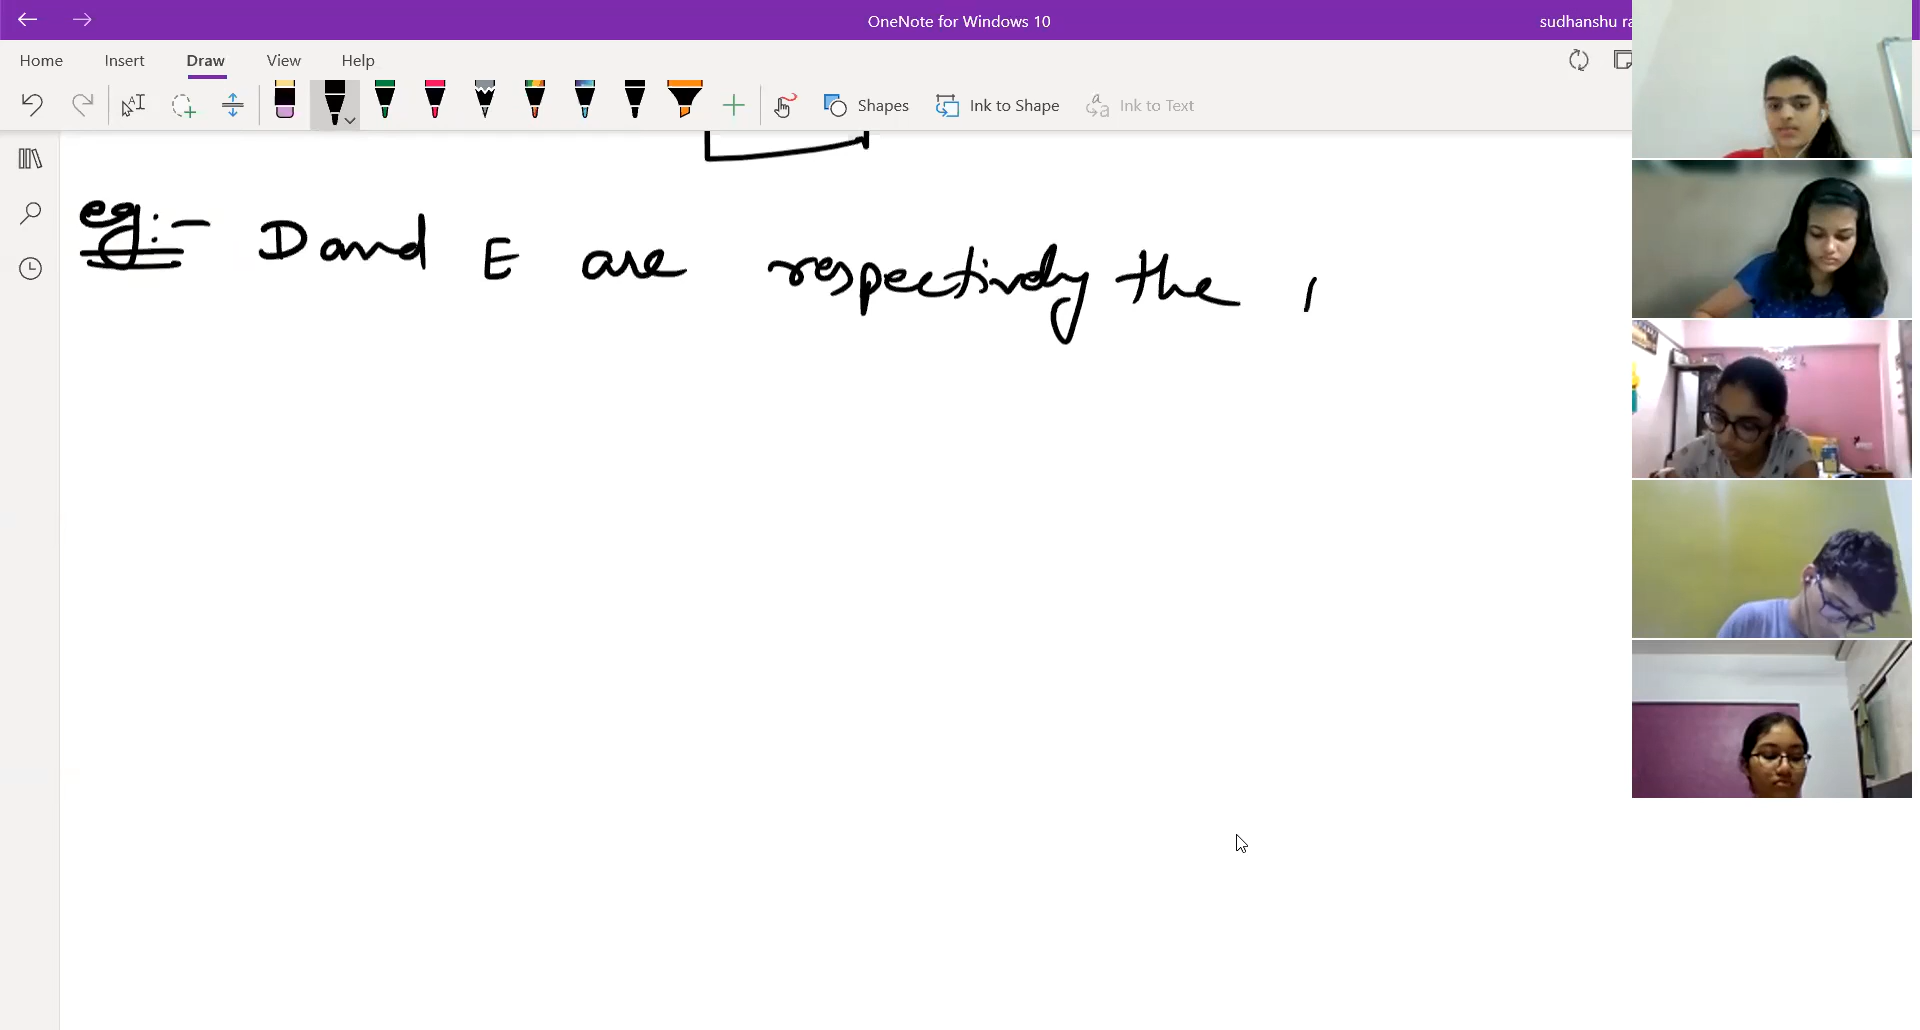 OneNote for Windows 10
sudhanshu ra
Home Insert Draw View Help
Shapes Ink to Shape Ink to Text
eg:- D and E are respectively the